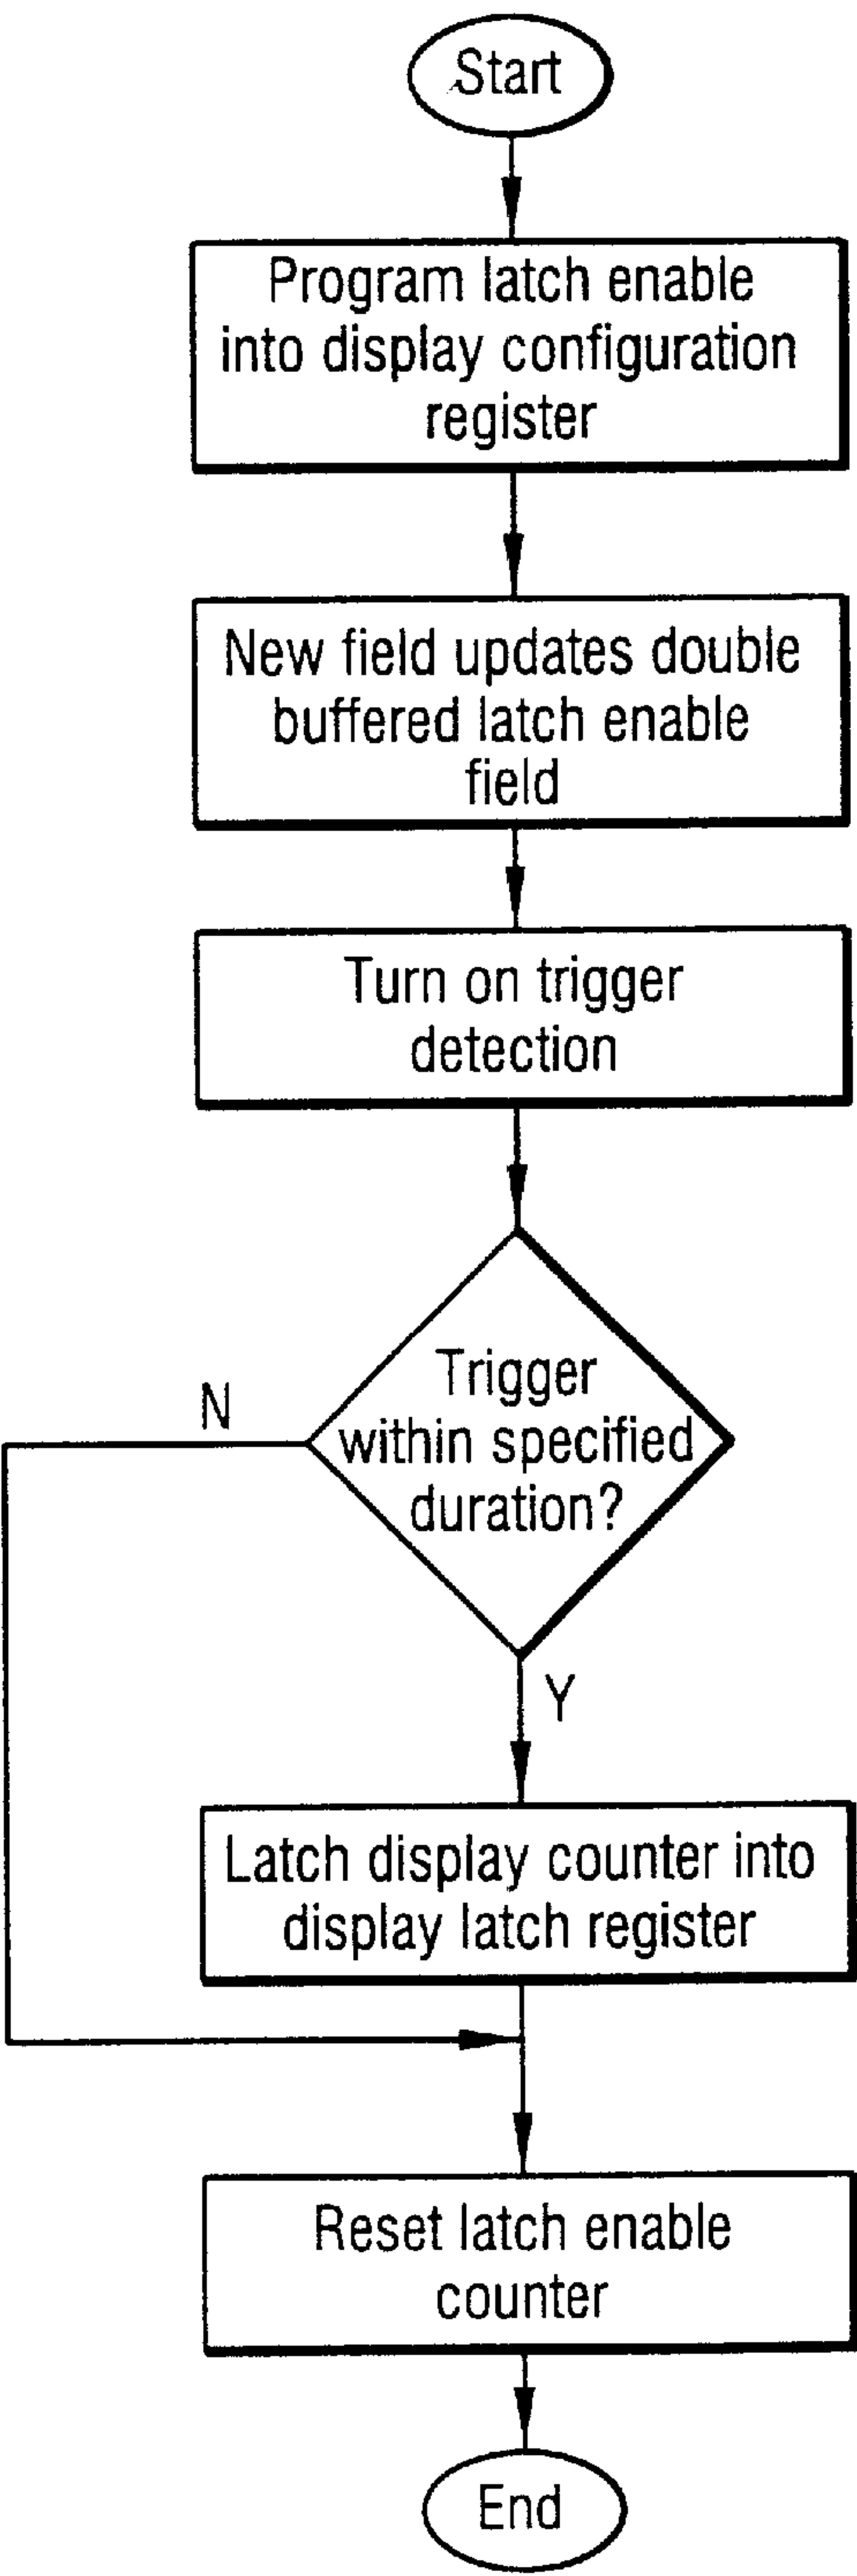 Start
Program latch enable
into display configuration
register
New field updates double
buffered latch enable
field
Turn on trigger
detection
Trigger
within specified
duration?
N
Y
Latch display counter into
display latch register
Reset latch enable
counter
End